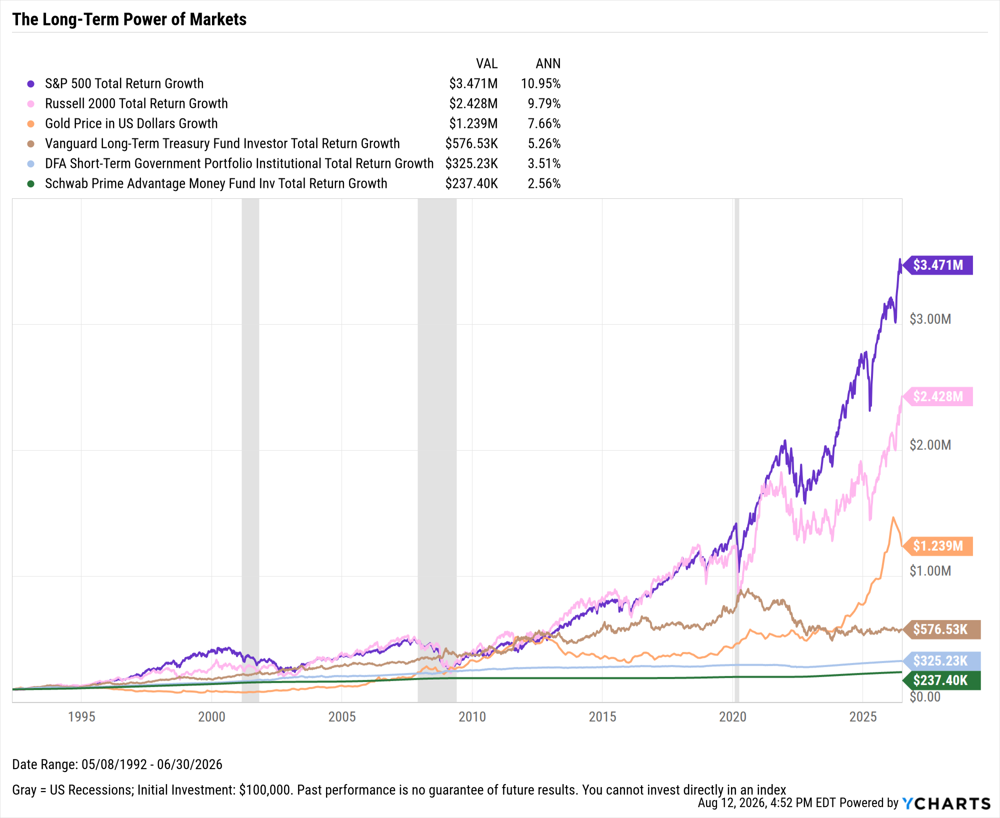 The Long-Term Power of Markets
VAL ANN
S&P 500 Total Return Growth $3.471M 10.95%
Russell 2000 Total Return Growth $2.428M 9.79%
Gold Price in US Dollars Growth $1.239M 7.66%
Vanguard Long-Term Treasury Fund Investor Total Return Growth $576.53K 5.26%
DFA Short-Term Government Portfolio Institutional Total Return Growth $325.23K 3.51%
Schwab Prime Advantage Money Fund Inv Total Return Growth $237.40K 2.56%
$3.471M
$3.00M
$2.428M
$2.00M
$1.239M
$1.00M
$576.53K
$325.23K
$237.40K
$0.00
1995 2000 2005 2010 2015 2020 2025
Date Range: 05/08/1992 - 06/30/2026
Gray = US Recessions; Initial Investment: $100,000. Past performance is no guarantee of future results. You cannot invest directly in an index
Aug 12, 2026, 4:52 PM EDT Powered by YCHARTS